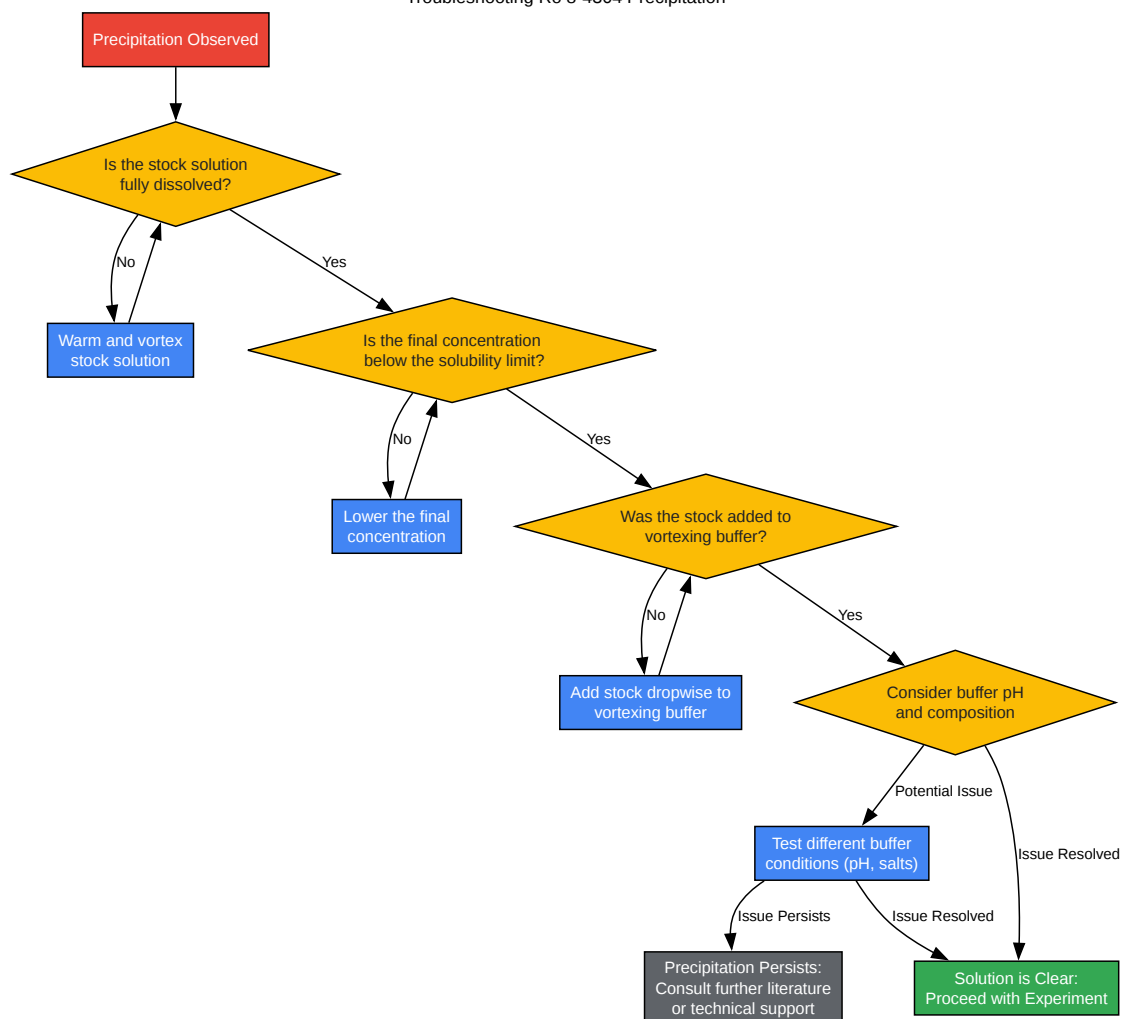 Precipitation Observed
Is the stock solution
fully dissolved?
No
Yes
Warm and vortex
stock solution
Is the final concentration
below the solubility limit?
No
Yes
Lower the final
concentration
Was the stock added to
vortexing buffer?
No
Yes
Add stock dropwise to
vortexing buffer
Consider buffer pH
and composition
Potential Issue
Test different buffer
conditions (pH, salts)
Issue Resolved
Issue Persists
Issue Resolved
Precipitation Persists:
Consult further literature
or technical support
Solution is Clear:
Proceed with Experiment